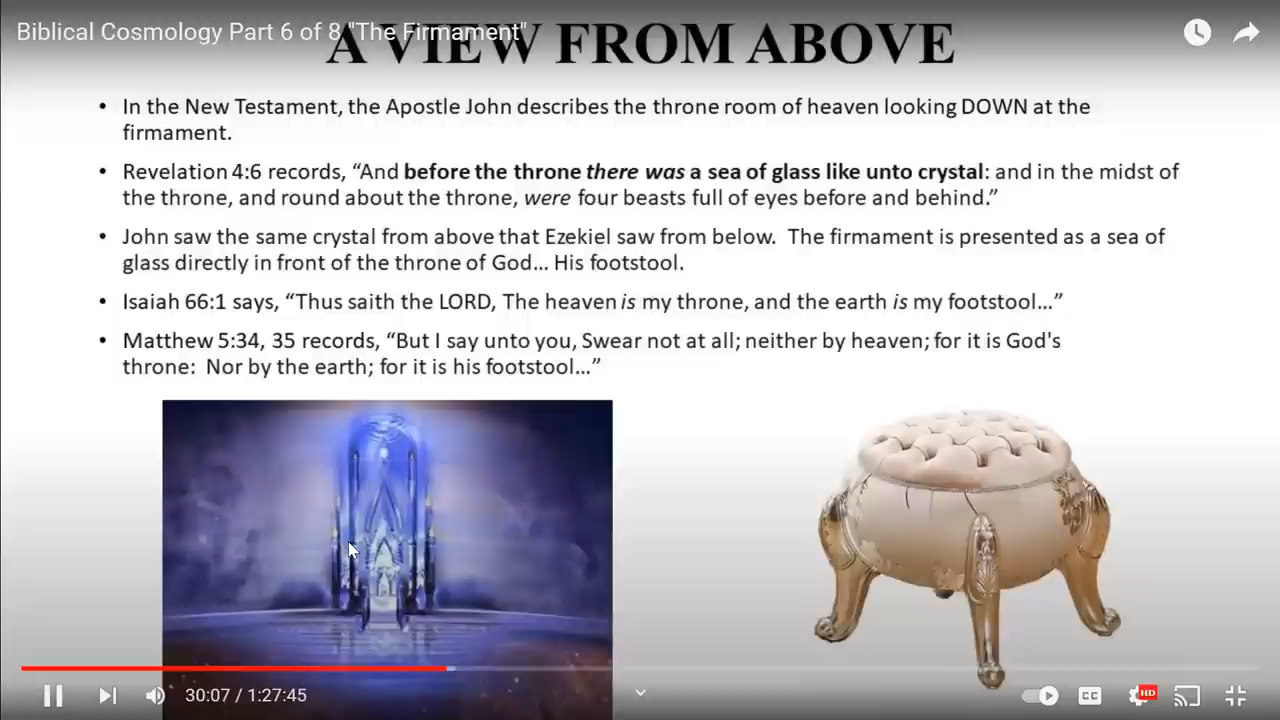 Biblical Cosmology Part 6 of 8 "The Firmament"
A VIEW FROM ABOVE
• In the New Testament, the Apostle John describes the throne room of heaven looking DOWN at the
firmament.
• Revelation 4:6 records, “And before the throne there was a sea of glass like unto crystal: and in the midst of
the throne, and round about the throne, were four beasts full of eyes before and behind.”
• John saw the same crystal from above that Ezekiel saw from below.  The firmament is presented as a sea of
glass directly in front of the throne of God... His footstool.
• Isaiah 66:1 says, “Thus saith the LORD, The heaven is my throne, and the earth is my footstool...”
• Matthew 5:34, 35 records, “But I say unto you, Swear not at all; neither by heaven; for it is God's
throne:  Nor by the earth; for it is his footstool...”
30:07 / 1:27:45
CC
HD